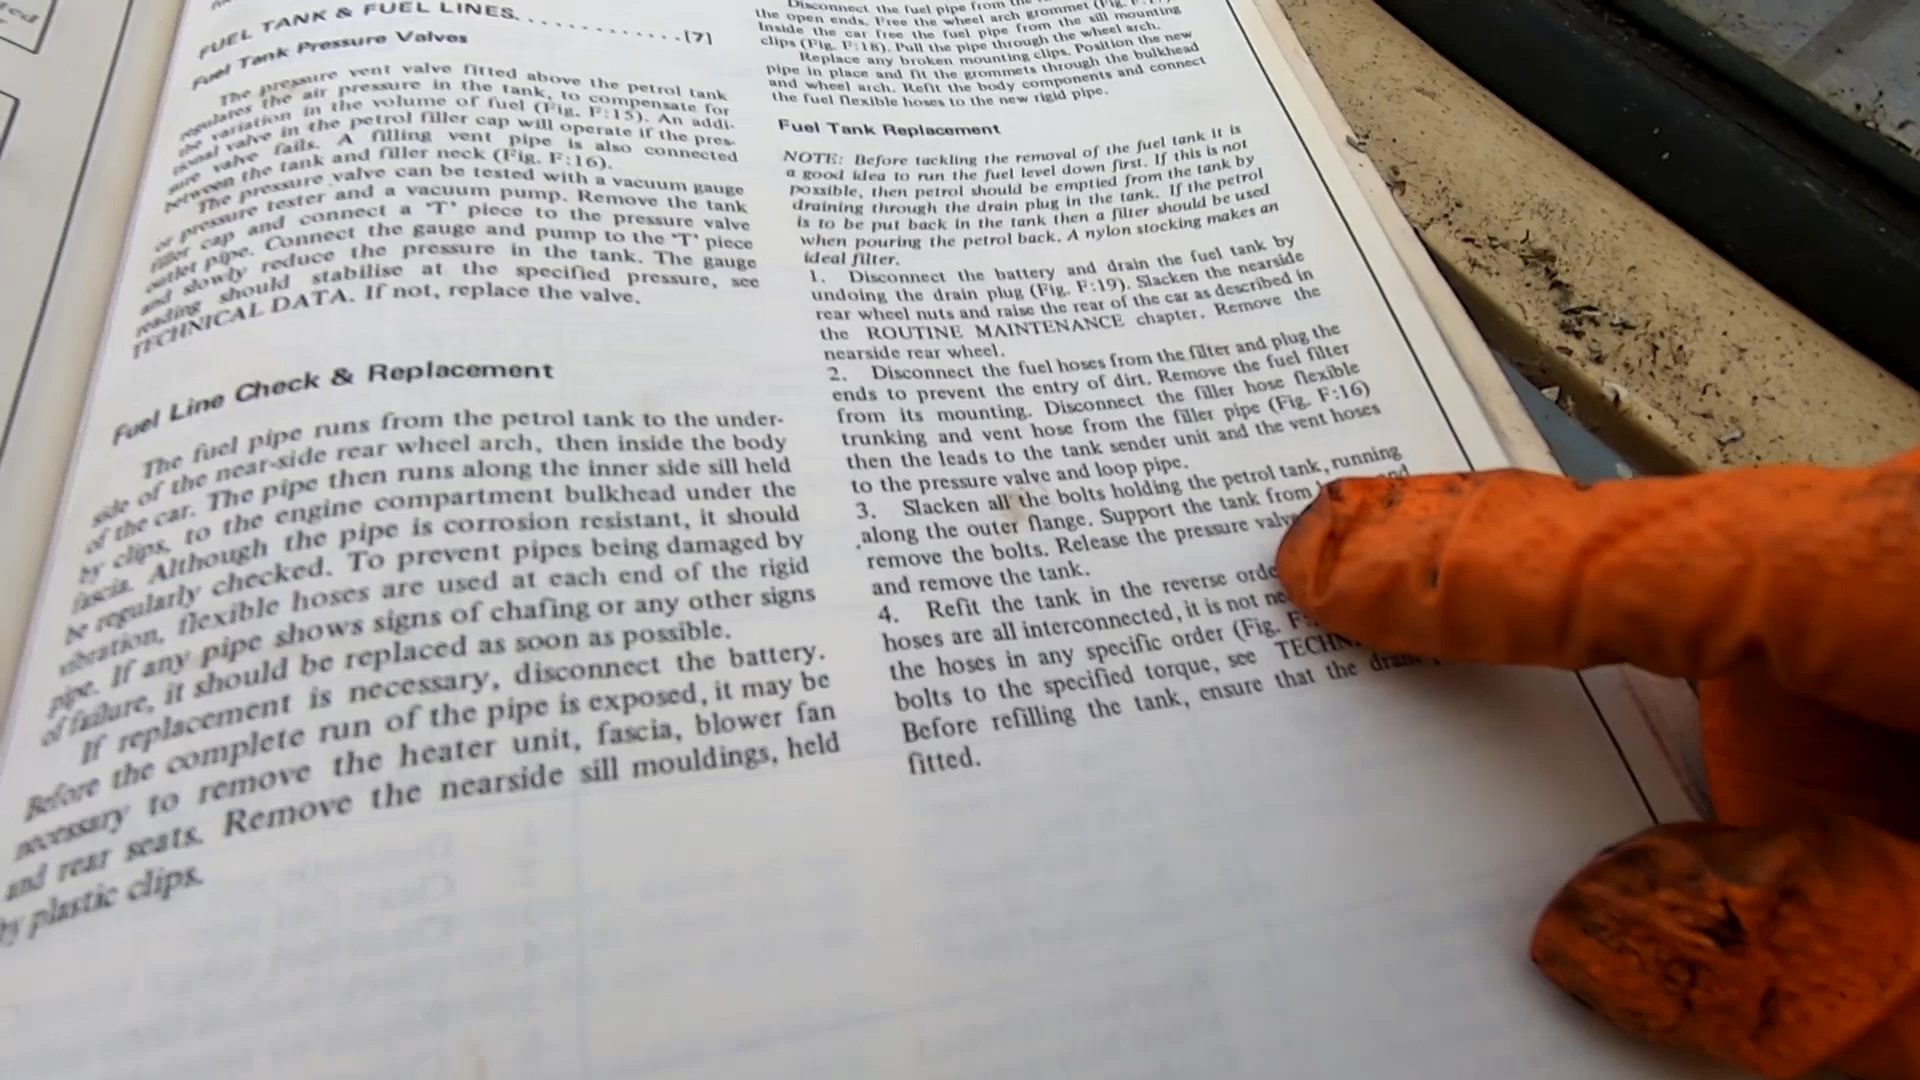 ed
FUEL TANK & FUEL LINES..............[7]
Fuel Tank Pressure Valves
The pressure vent valve fitted above the petrol tank
regulates the air pressure in the tank, to compensate for
the variation in the volume of fuel (Fig. F:15). An addi-
tional valve in the petrol filler cap will operate if the pres-
sure valve fails. A filling vent pipe is also connected
between the tank and filler neck (Fig. F:16).
The pressure valve can be tested with a vacuum gauge
or pressure tester and a vacuum pump. Remove the tank
filler cap and connect a 'T' piece to the pressure valve
outlet pipe. Connect the gauge and pump to the 'T' piece
and slowly reduce the pressure in the tank. The gauge
reading should stabilise at the specified pressure, see
TECHNICAL DATA. If not, replace the valve.
Fuel Line Check & Replacement
The fuel pipe runs from the petrol tank to the under-
side of the near-side rear wheel arch, then inside the body
of the car. The pipe then runs along the inner side sill held
by clips, to the engine compartment bulkhead under the
fascia. Although the pipe is corrosion resistant, it should
be regularly checked. To prevent pipes being damaged by
vibration, flexible hoses are used at each end of the rigid
pipe. If any pipe shows signs of chafing or any other signs
of failure, it should be replaced as soon as possible.
If replacement is necessary, disconnect the battery.
Before the complete run of the pipe is exposed, it may be
necessary to remove the heater unit, fascia, blower fan
and rear seats. Remove the nearside sill mouldings, held
by plastic clips.
Disconnect the fuel pipe from the
the open ends. Free the wheel arch grommet (Fig.
Inside the car free the fuel pipe from the sill mounting
clips (Fig. F:18). Pull the pipe through the wheel arch.
Replace any broken mounting clips. Position the new
pipe in place and fit the grommets through the bulkhead
and wheel arch. Refit the body components and connect
the fuel flexible hoses to the new rigid pipe.
Fuel Tank Replacement
NOTE: Before tackling the removal of the fuel tank it is
a good idea to run the fuel level down first. If this is not
possible, then petrol should be emptied from the tank by
draining through the drain plug in the tank. If the petrol
is to be put back in the tank then a filter should be used
when pouring the petrol back. A nylon stocking makes an
ideal filter.
1. Disconnect the battery and drain the fuel tank by
undoing the drain plug (Fig. F:19). Slacken the nearside
rear wheel nuts and raise the rear of the car as described in
the ROUTINE MAINTENANCE chapter. Remove the
nearside rear wheel.
2. Disconnect the fuel hoses from the filter and plug the
ends to prevent the entry of dirt. Remove the fuel filter
from its mounting. Disconnect the filler hose flexible
trunking and vent hose from the filler pipe (Fig. F:16)
then the leads to the tank sender unit and the vent hoses
to the pressure valve and loop pipe.
3. Slacken all the bolts holding the petrol tank, running
along the outer flange. Support the tank from and
remove the bolts. Release the pressure valve
and remove the tank.
4. Refit the tank in the reverse orde
hoses are all interconnected, it is not ne
the hoses in any specific order (Fig. F:
bolts to the specified torque, see TECHN
Before refilling the tank, ensure that the drain
fitted.